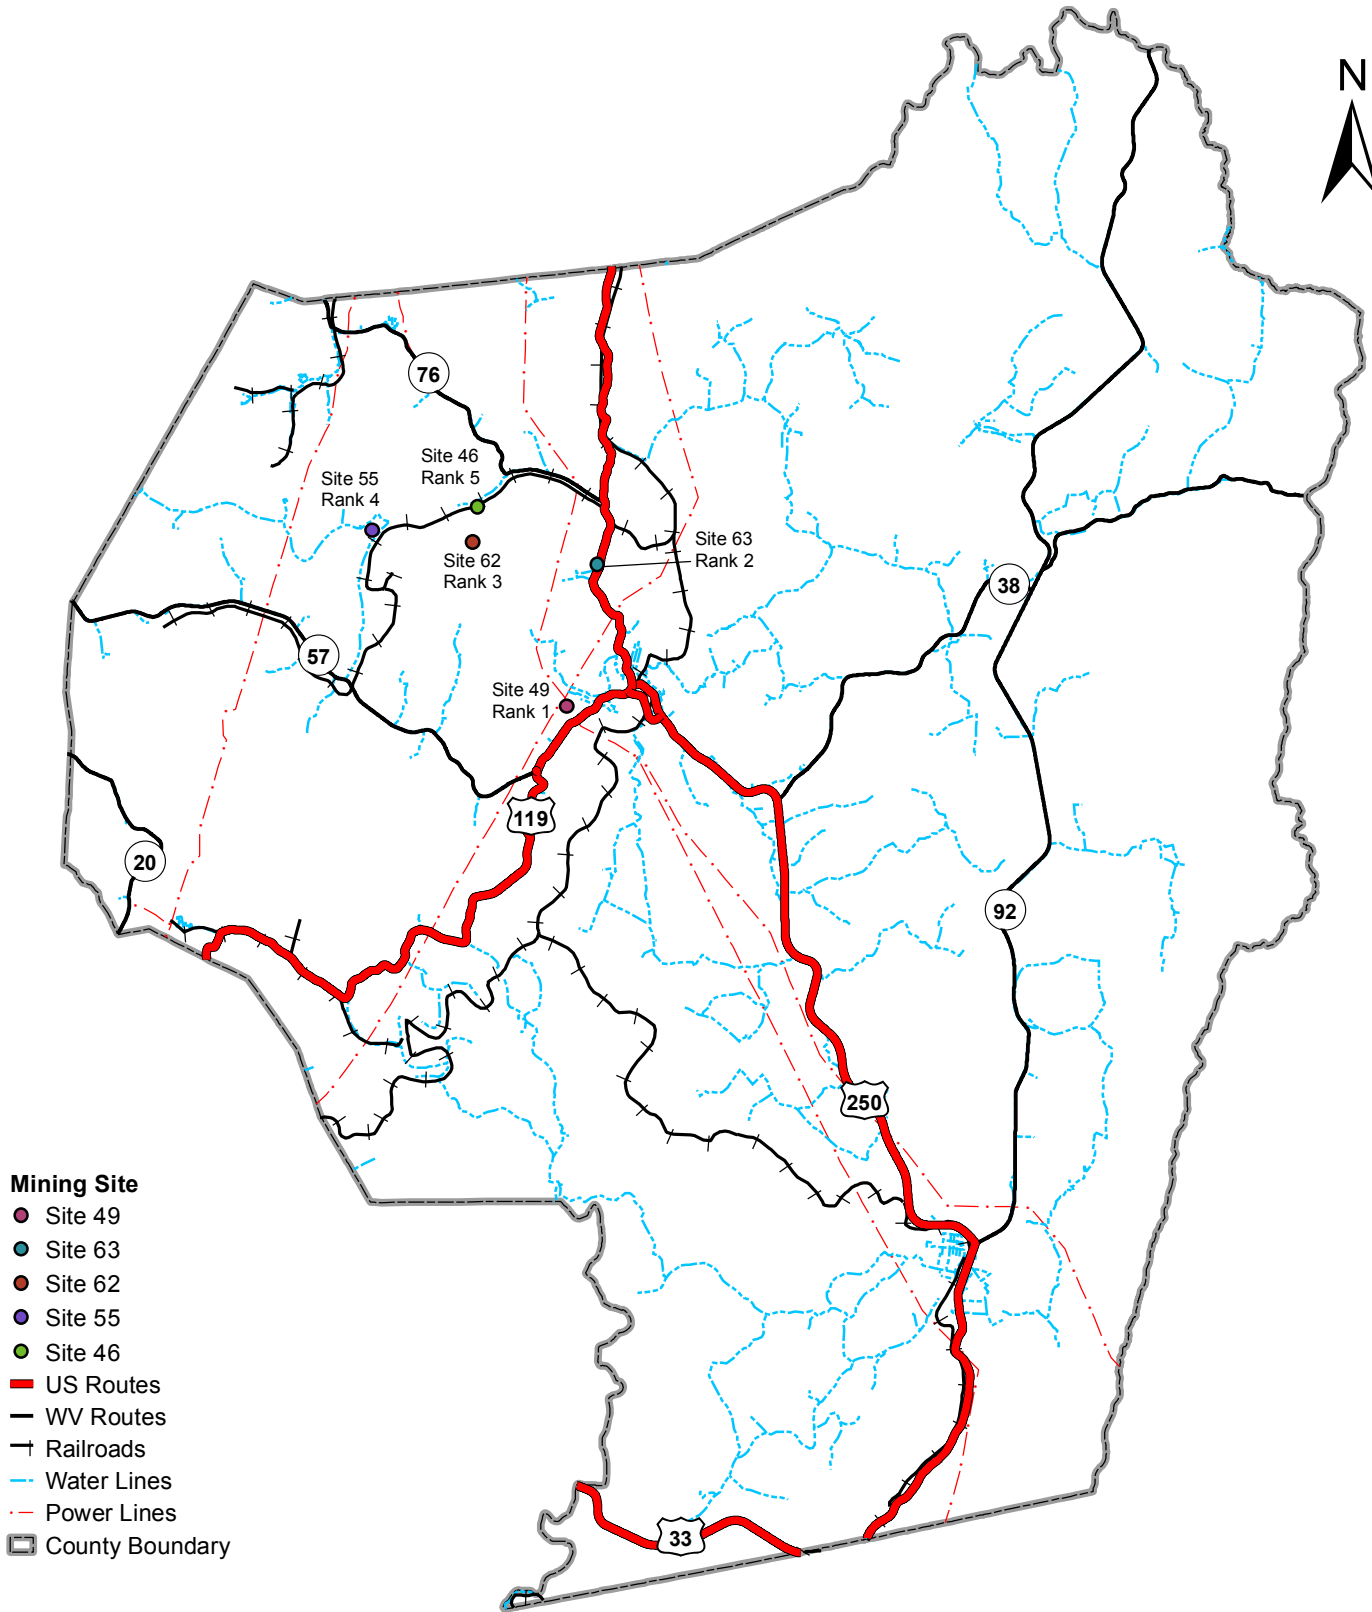 N
76
Site 46
Rank 5
Site 55
Rank 4
Site 62
Rank 3
Site 63
Rank 2
38
57
Site 49
Rank 1
119
20
92
250
33
Mining Site
Site 49
Site 63
Site 62
Site 55
Site 46
US Routes
WV Routes
Railroads
Water Lines
Power Lines
County Boundary